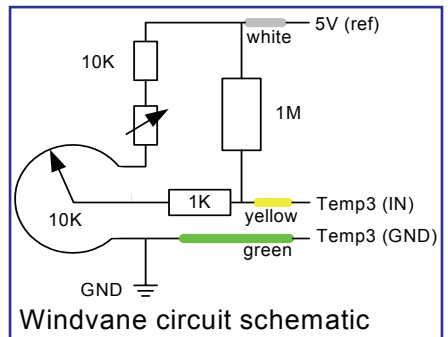 5V (ref)
white
10K
1M
1K
Temp3 (IN)
yellow
10K
Temp3 (GND)
green
GND
Windvane circuit schematic